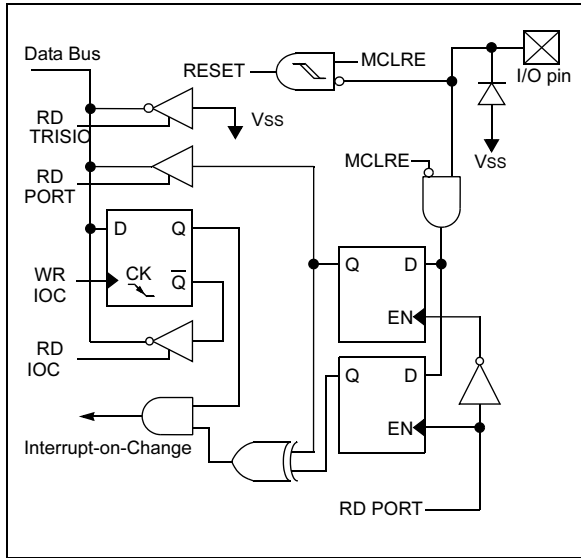 Data Bus
MCLRE
RESET
I/O pin
RD
TRISIO
VSS
VSS
RD
PORT
MCLRE
D Q
WR
IOC
CK
Q
Q D
EN
RD
IOC
Q D
EN
Interrupt-on-Change
RD PORT